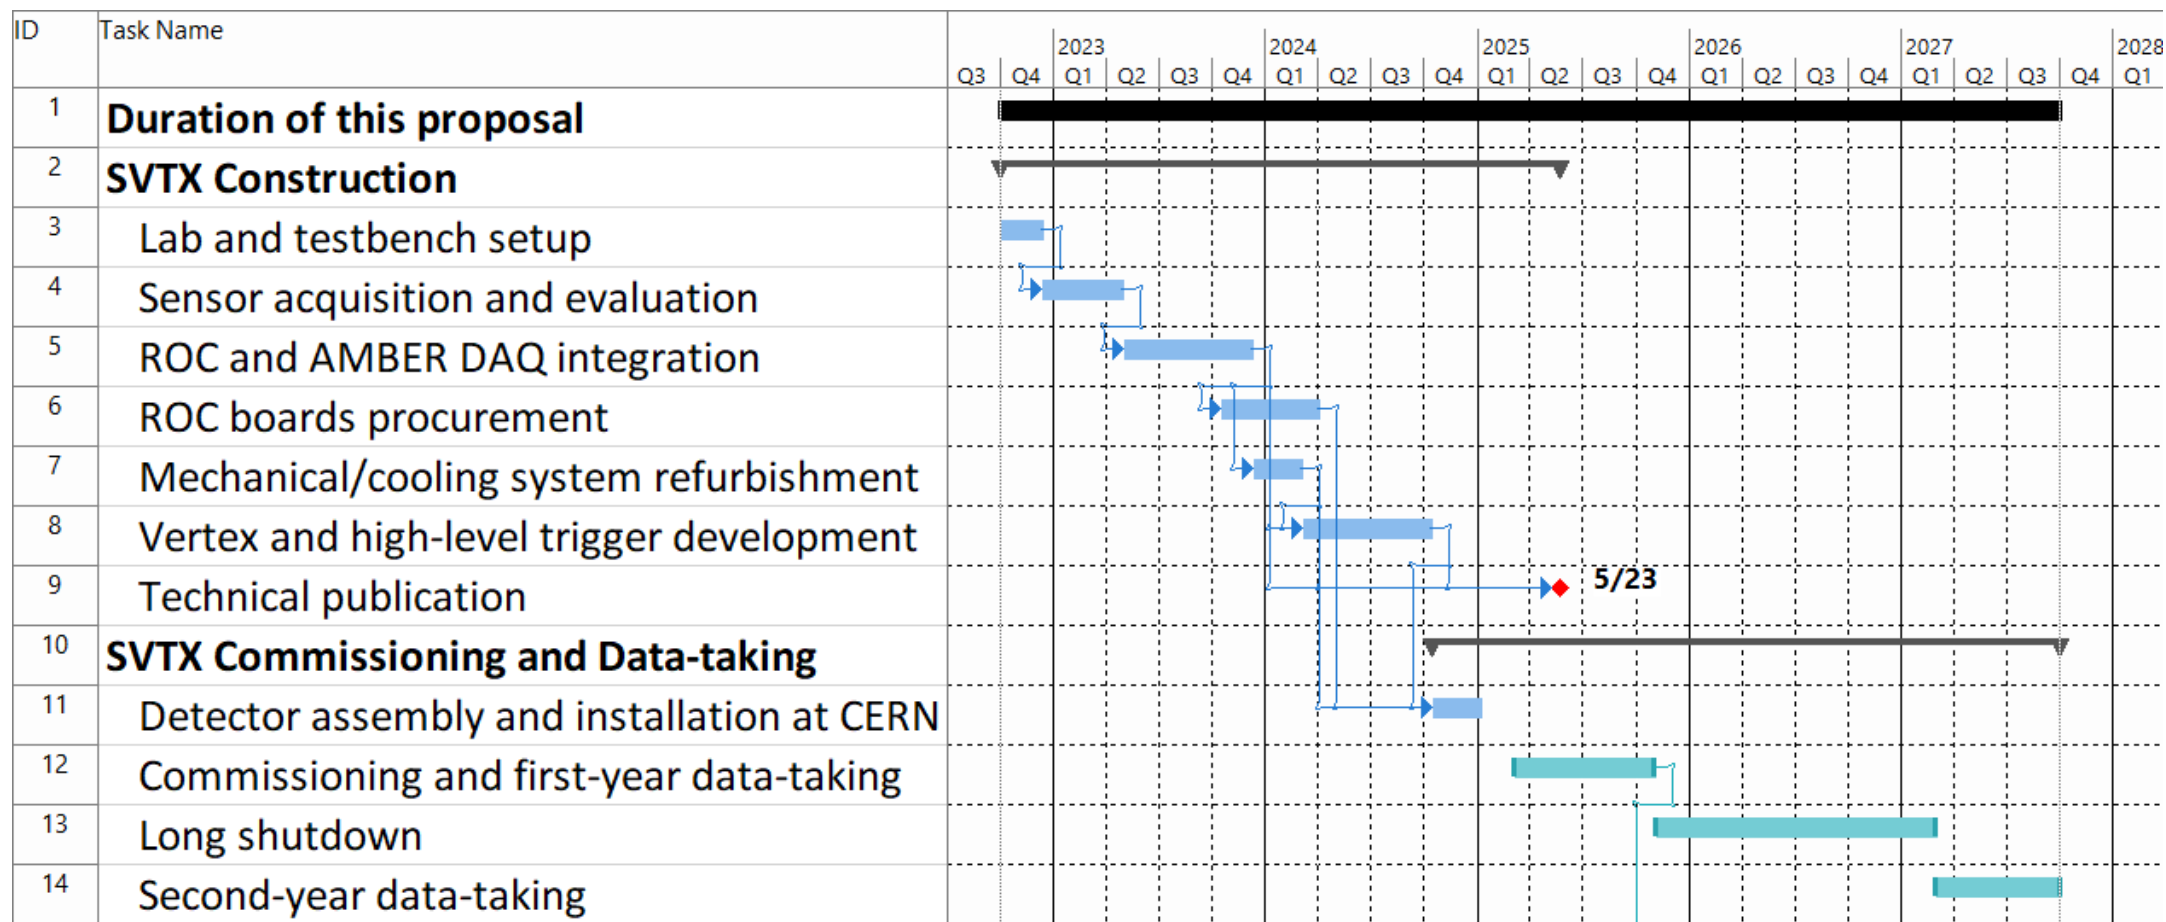 ID Task Name
2023 2024 2025 2026 2027 2028
Q3 Q4 Q1 Q2 Q3 Q4 Q1 Q2 Q3 Q4 Q1 Q2 Q3 Q4 Q1 Q2 Q3 Q4 Q1 Q2 Q3 Q4 Q1
1 Duration of this proposal
2 SVTX Construction
3 Lab and testbench setup
4 Sensor acquisition and evaluation
5 ROC and AMBER DAQ integration
6 ROC boards procurement
7 Mechanical/cooling system refurbishment
8 Vertex and high-level trigger development
9 Technical publication 5/23
10 SVTX Commissioning and Data-taking
11 Detector assembly and installation at CERN
12 Commissioning and first-year data-taking
13 Long shutdown
14 Second-year data-taking